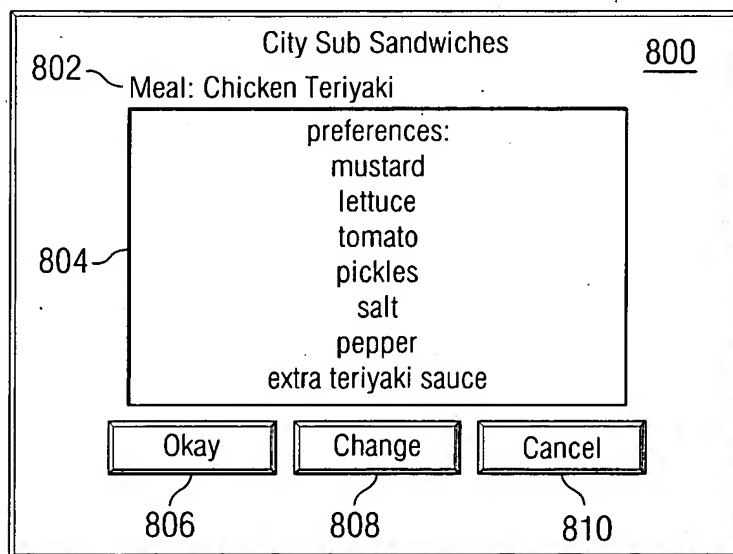 City Sub Sandwiches
800
802
Meal: Chicken Teriyaki
preferences:
mustard
lettuce
tomato
804
pickles
salt
pepper
extra teriyaki sauce
Okay
Change
Cancel
806
808
810